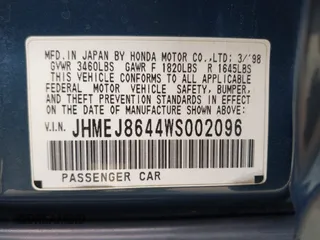 MFD. IN JAPAN BY HONDA MOTOR CO.,LTD: 3/'98
GVWR 3460LBS GAWR F 1820LBS R 1645LBS
THIS VEHICLE CONFORMS TO ALL APPLICABLE
FEDERAL MOTOR VEHICLE SAFETY, BUMPER,
AND THEFT PREVENTION STANDARDS IN EFFECT
ON THE DATE OF MANUFACTURE SHOWN ABOVE.
V.I.N. JHMEJ8644WS002096
PASSENGER CAR